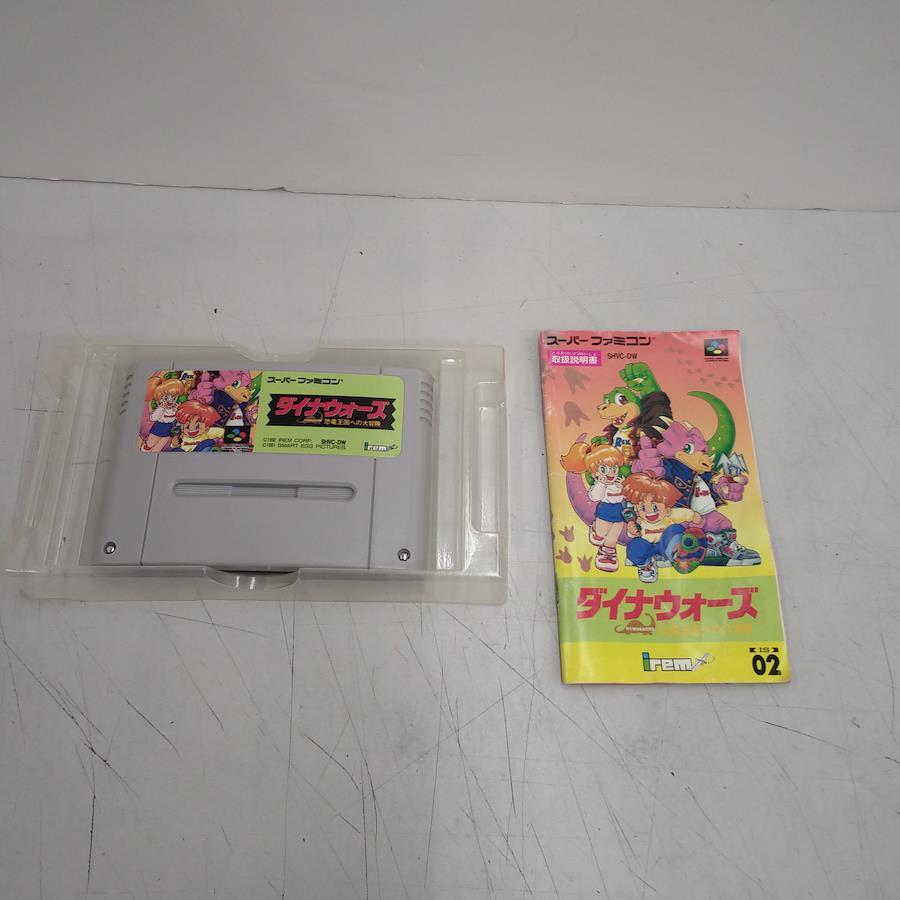 スーパーファミコン
ダイナウォーズ
恐竜王国への大冒険
©1992 IREM CORP. SHVC-DW
©1991 SMART EGG PICTURES.
irem
スーパーファミコン
取扱説明書
SHVC-DW
REX
ダイナウォーズ
irem
IS
02